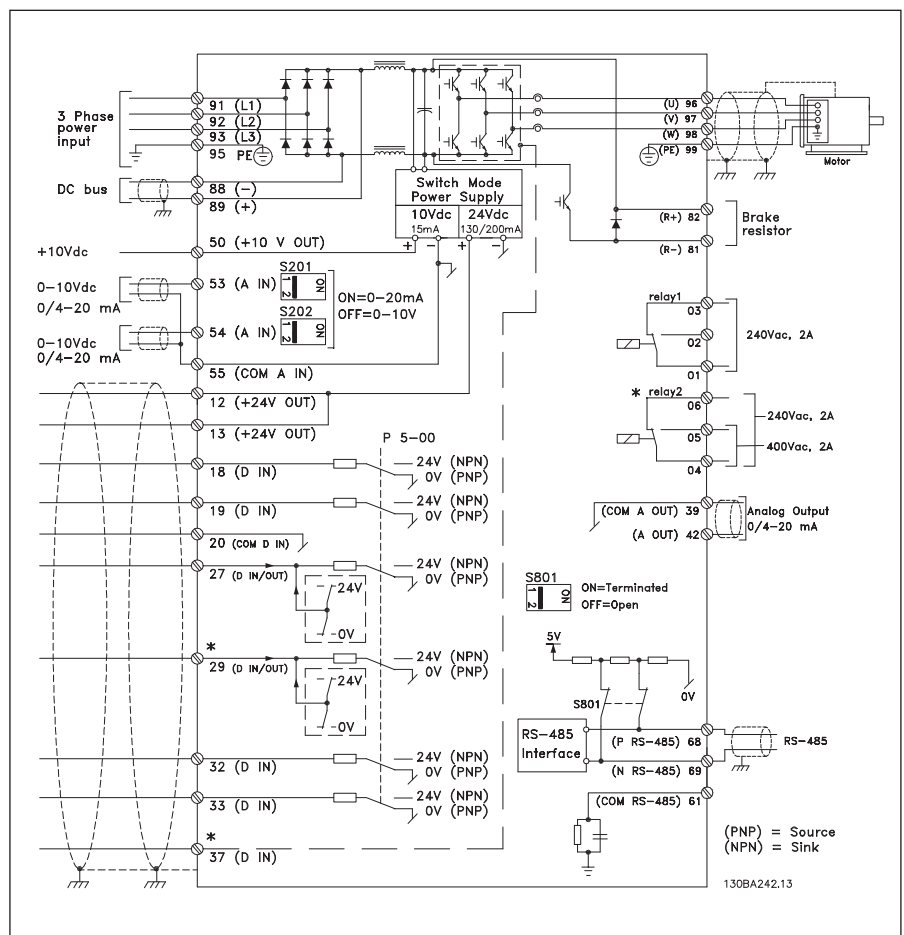 3 Phase
power
input
91 (L1)
92 (L2)
93 (L3)
95 PE
DC bus
88 (-)
89 (+)
+10Vdc
50 (+10 V OUT)
0-10Vdc
0/4-20 mA
53 (A IN)
S201
1 2
ON
ON=0-20mA
OFF=0-10V
0-10Vdc
0/4-20 mA
54 (A IN)
S202
1 2
ON
55 (COM A IN)
12 (+24V OUT)
13 (+24V OUT)
Switch Mode
Power Supply
10Vdc
15mA
24Vdc
130/200mA
+ - + -
P 5-00
18 (D IN)
24V (NPN)
0V (PNP)
19 (D IN)
24V (NPN)
0V (PNP)
20 (COM D IN)
27 (D IN/OUT)
24V (NPN)
0V (PNP)
24V
0V
*
29 (D IN/OUT)
24V (NPN)
0V (PNP)
24V
0V
32 (D IN)
24V (NPN)
0V (PNP)
33 (D IN)
24V (NPN)
0V (PNP)
*
37 (D IN)
(U) 96
(V) 97
(W) 98
(PE) 99
Motor
(R+) 82
(R-) 81
Brake
resistor
relay1
03
02
01
240Vac, 2A
* relay2
06
05
04
240Vac, 2A
400Vac, 2A
(COM A OUT) 39
(A OUT) 42
Analog Output
0/4-20 mA
S801
1 2
ON
ON=Terminated
OFF=Open
5V
0V
S801
RS-485
Interface
(P RS-485) 68
(N RS-485) 69
(COM RS-485) 61
RS-485
(PNP) = Source
(NPN) = Sink
130BA242.13